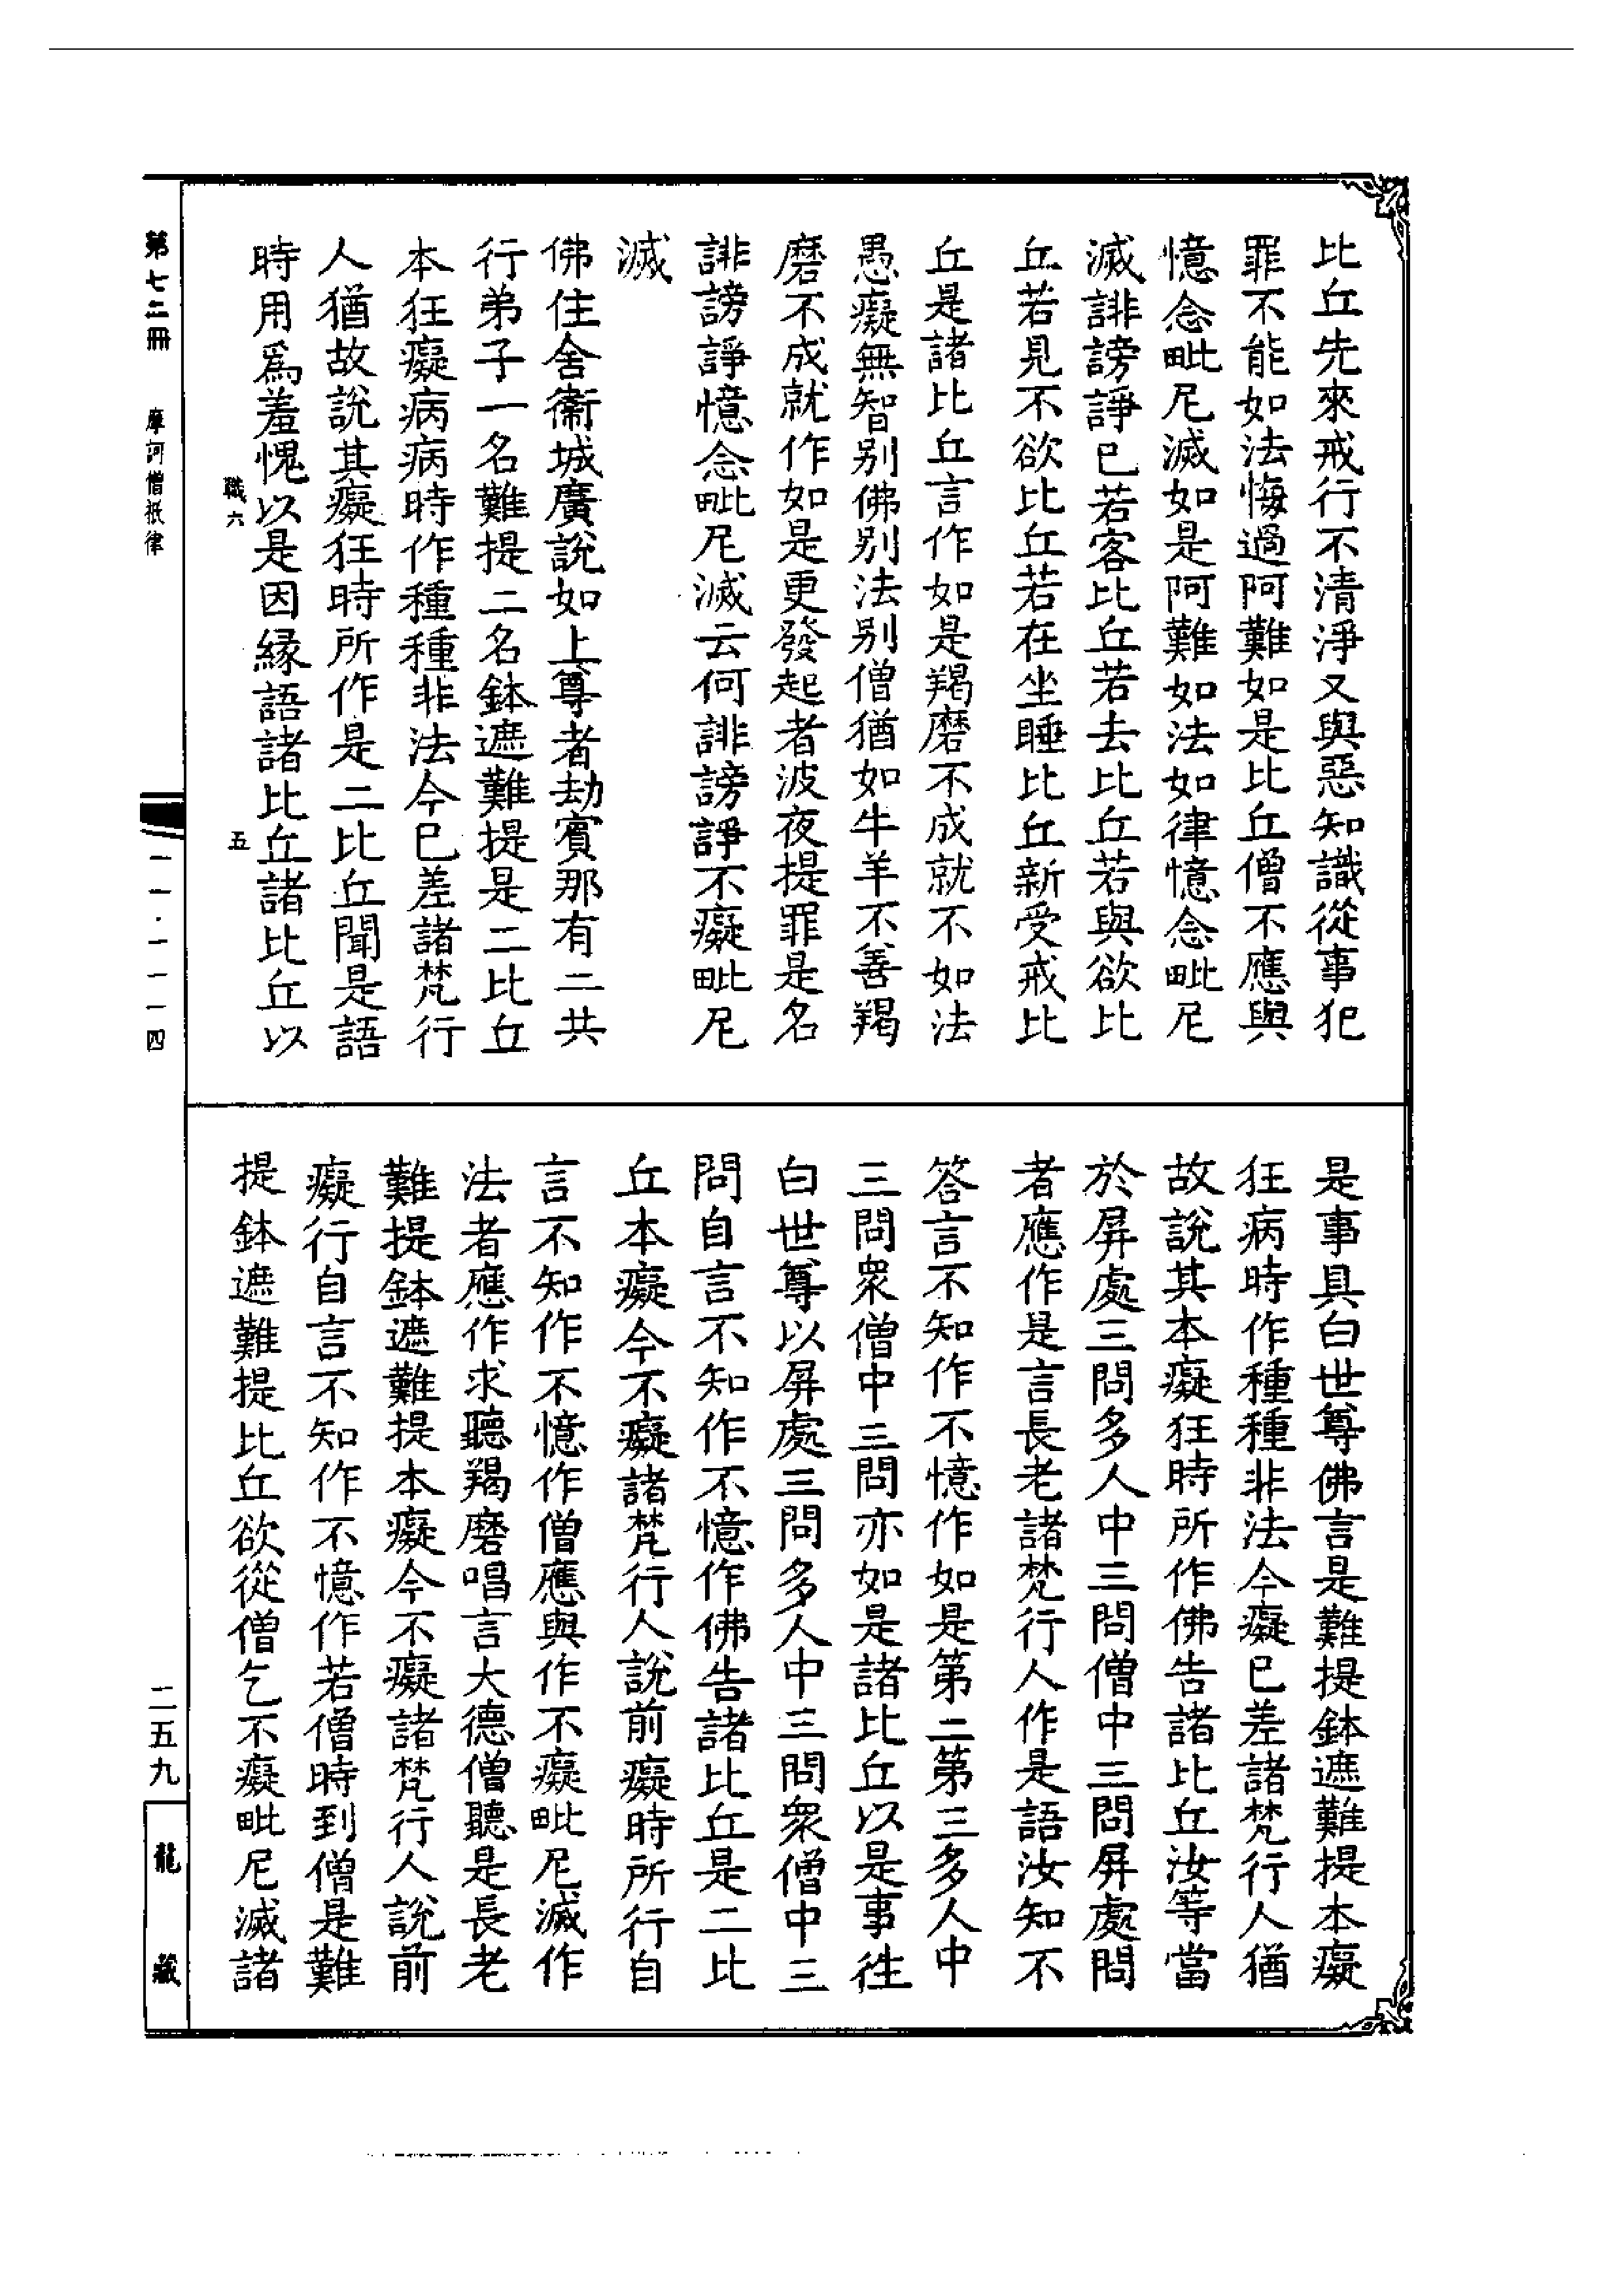 比丘先來戒行不清淨又與惡知識從事犯
罪不能如法悔過阿難如是比丘僧不應與
憶念毗尼滅如是阿難如法如律憶念毗尼
滅誹謗諍已若客比丘若去比丘若與欲比
丘若見不欲比丘若在坐睡比丘新受戒比
丘是諸比丘言作如是羯磨不成就不如法
愚癡無智别佛别法别僧猶如牛羊不善羯
磨不成就作如是更發起者波夜提罪是名
誹謗諍憶念毗尼滅云何誹謗諍不癡毗尼
滅
佛住舍衞城廣說如上尊者劫賓那有二共
行弟子一名難提二名鉢遮難提是二比丘
本狂癡病病時作種種非法今已差諸梵行
人猶故說其癡狂時所作是二比丘聞是語
時用爲羞愧以是因緣語諸比丘諸比丘以
是事具白世尊佛言是難提鉢遮難提本癡
狂病時作種種非法今癡已差諸梵行人猶
故說其本癡狂時所作佛告諸比丘汝等當
於屏處三問多人中三問僧中三問屏處問
者應作是言長老諸梵行人作是語汝知不
答言不知作不憶作如是第二第三多人中
三問衆僧中三問亦如是諸比丘以是事往
白世尊以屏處三問多人中三問衆僧中三
問自言不知作不憶作佛告諸比丘是二比
丘本癡今不癡諸梵行人說前癡時所行自
言不知作不憶作僧應與作不癡毗尼滅作
法者應作求聽羯磨唱言大德僧聽是長老
難提鉢遮難提本癡今不癡諸梵行人說前
癡行自言不知作不憶作若僧時到僧是難
提鉢遮難提比丘欲從僧乞不癡毗尼滅諸
職六
五
第七二冊 摩訶僧祇律
一一·一一一四
二五九
龍藏